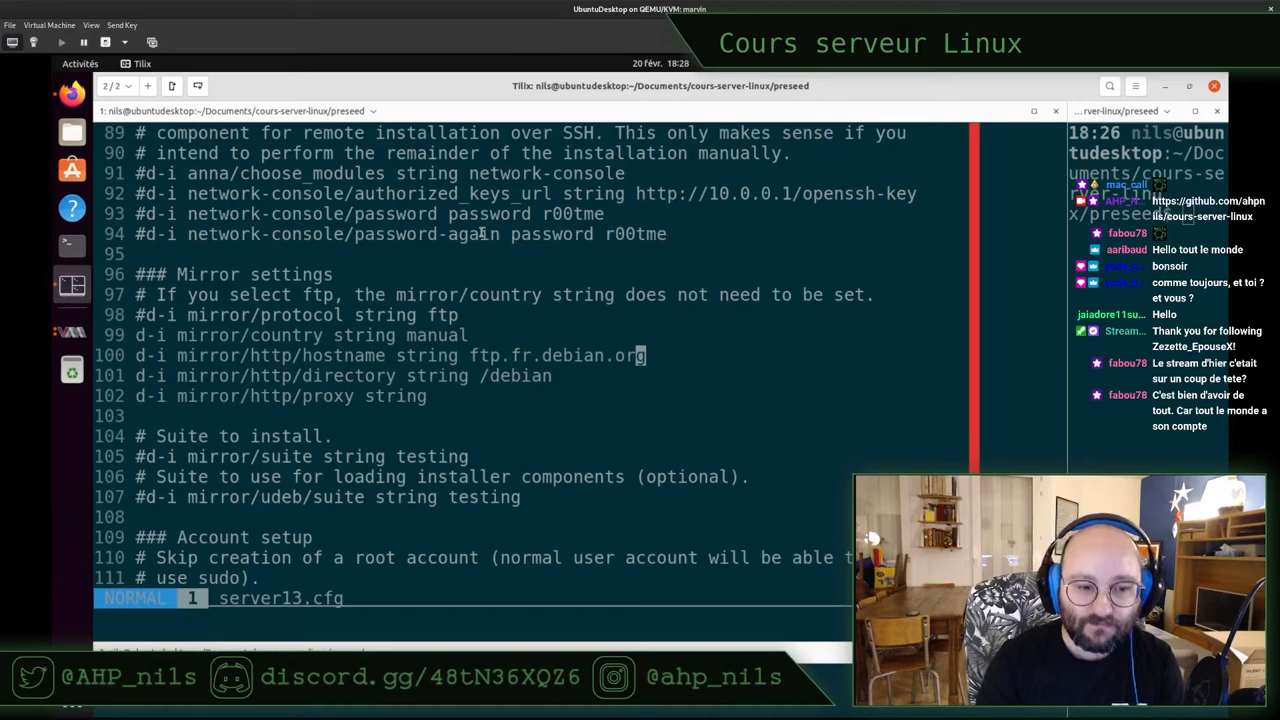 UbuntuDesktop on QEMU/KVM: marvin
File Virtual Machine View Send Key
Cours serveur Linux
Activités Tilix 20 févr. 18:28
2/2 Tilix: nils@ubuntudesktop:~/Documents/cours-server-linux/preseed
1: nils@ubuntudesktop:~/Documents/cours-server-linux/preseed
89 # component for remote installation over SSH. This only makes sense if you
90 # intend to perform the remainder of the installation manually.
91 #d-i anna/choose_modules string network-console
92 #d-i network-console/authorized_keys_url string http://10.0.0.1/openssh-key
93 #d-i network-console/password password r00tme
94 #d-i network-console/password-again password r00tme
95
96 ### Mirror settings
97 # If you select ftp, the mirror/country string does not need to be set.
98 #d-i mirror/protocol string ftp
99 d-i mirror/country string manual
100 d-i mirror/http/hostname string ftp.fr.debian.org
101 d-i mirror/http/directory string /debian
102 d-i mirror/http/proxy string
103
104 # Suite to install.
105 #d-i mirror/suite string testing
106 # Suite to use for loading installer components (optional).
107 #d-i mirror/udeb/suite string testing
108
109 ### Account setup
110 # Skip creation of a root account (normal user account will be able t
111 # use sudo).
NORMAL 1 server13.cfg
...rver-linux/preseed
18:26 nils@ubun
tudesktop:~/Doc
uments/cours-se
rver-linu
x/preseed$
mac_call
AHP_N... https://github.com/ahpn
ils/cours-server-linux
fabou78
aaribaud Hello tout le monde
bonsoir
comme toujours, et toi ?
et vous ?
jaiadore11su... Hello
Stream... Thank you for following
Zezette_EpouseX!
fabou78 Le stream d'hier c'etait
sur un coup de tete?
fabou78 C'est bien d'avoir de
tout. Car tout le monde a
son compte
@AHP_nils discord.gg/48tN36XQZ6 @ahp_nils